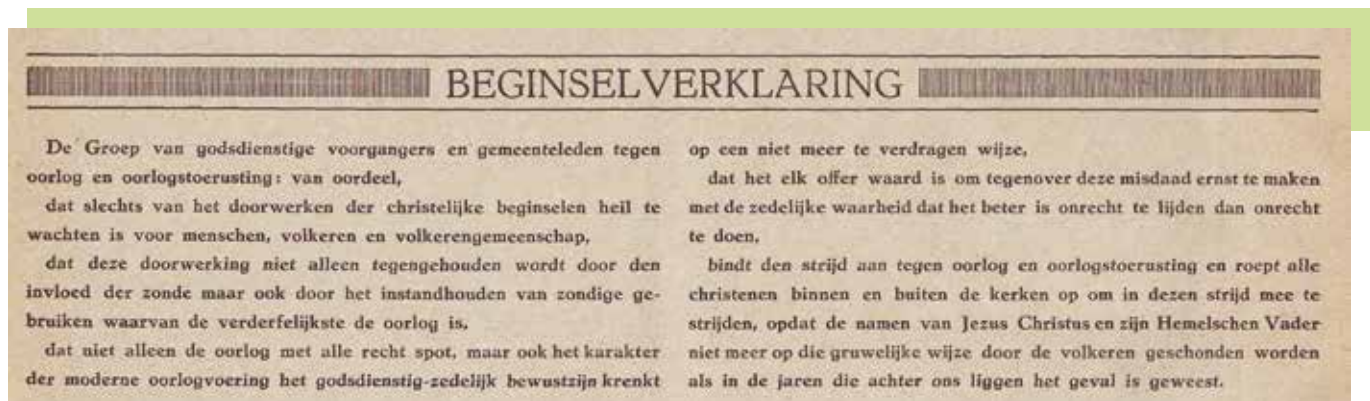 BEGINSELVERKLARING
De Groep van godsdienstige voorgangers en gemeenteleden tegen
oorlog en oorlogstoerusting: van oordeel,
dat slechts van het doorwerken der christelijke beginselen heil te
wachten is voor menschen, volkeren en volkerengemeenschap,
dat deze doorwerking niet alleen tegengehouden wordt door den
invloed der zonde maar ook door het instandhouden van zondige ge-
bruiken waarvan de verderfelijkste de oorlog is,
dat niet alleen de oorlog met alle recht spot, maar ook het karakter
der moderne oorlogvoering het godsdienstig-zedelijk bewustzijn krenkt
op een niet meer te verdragen wijze,
dat het elk offer waard is om tegenover deze misdaad ernst te maken
met de zedelijke waarheid dat het beter is onrecht te lijden dan onrecht
te doen,
bindt den strijd aan tegen oorlog en oorlogstoerusting en roept alle
christenen binnen en buiten de kerken op om in dezen strijd mee te
strijden, opdat de namen van Jezus Christus en zijn Hemelschen Vader
niet meer op die gruwelijke wijze door de volkeren geschonden worden
als in de jaren die achter ons liggen het geval is geweest.